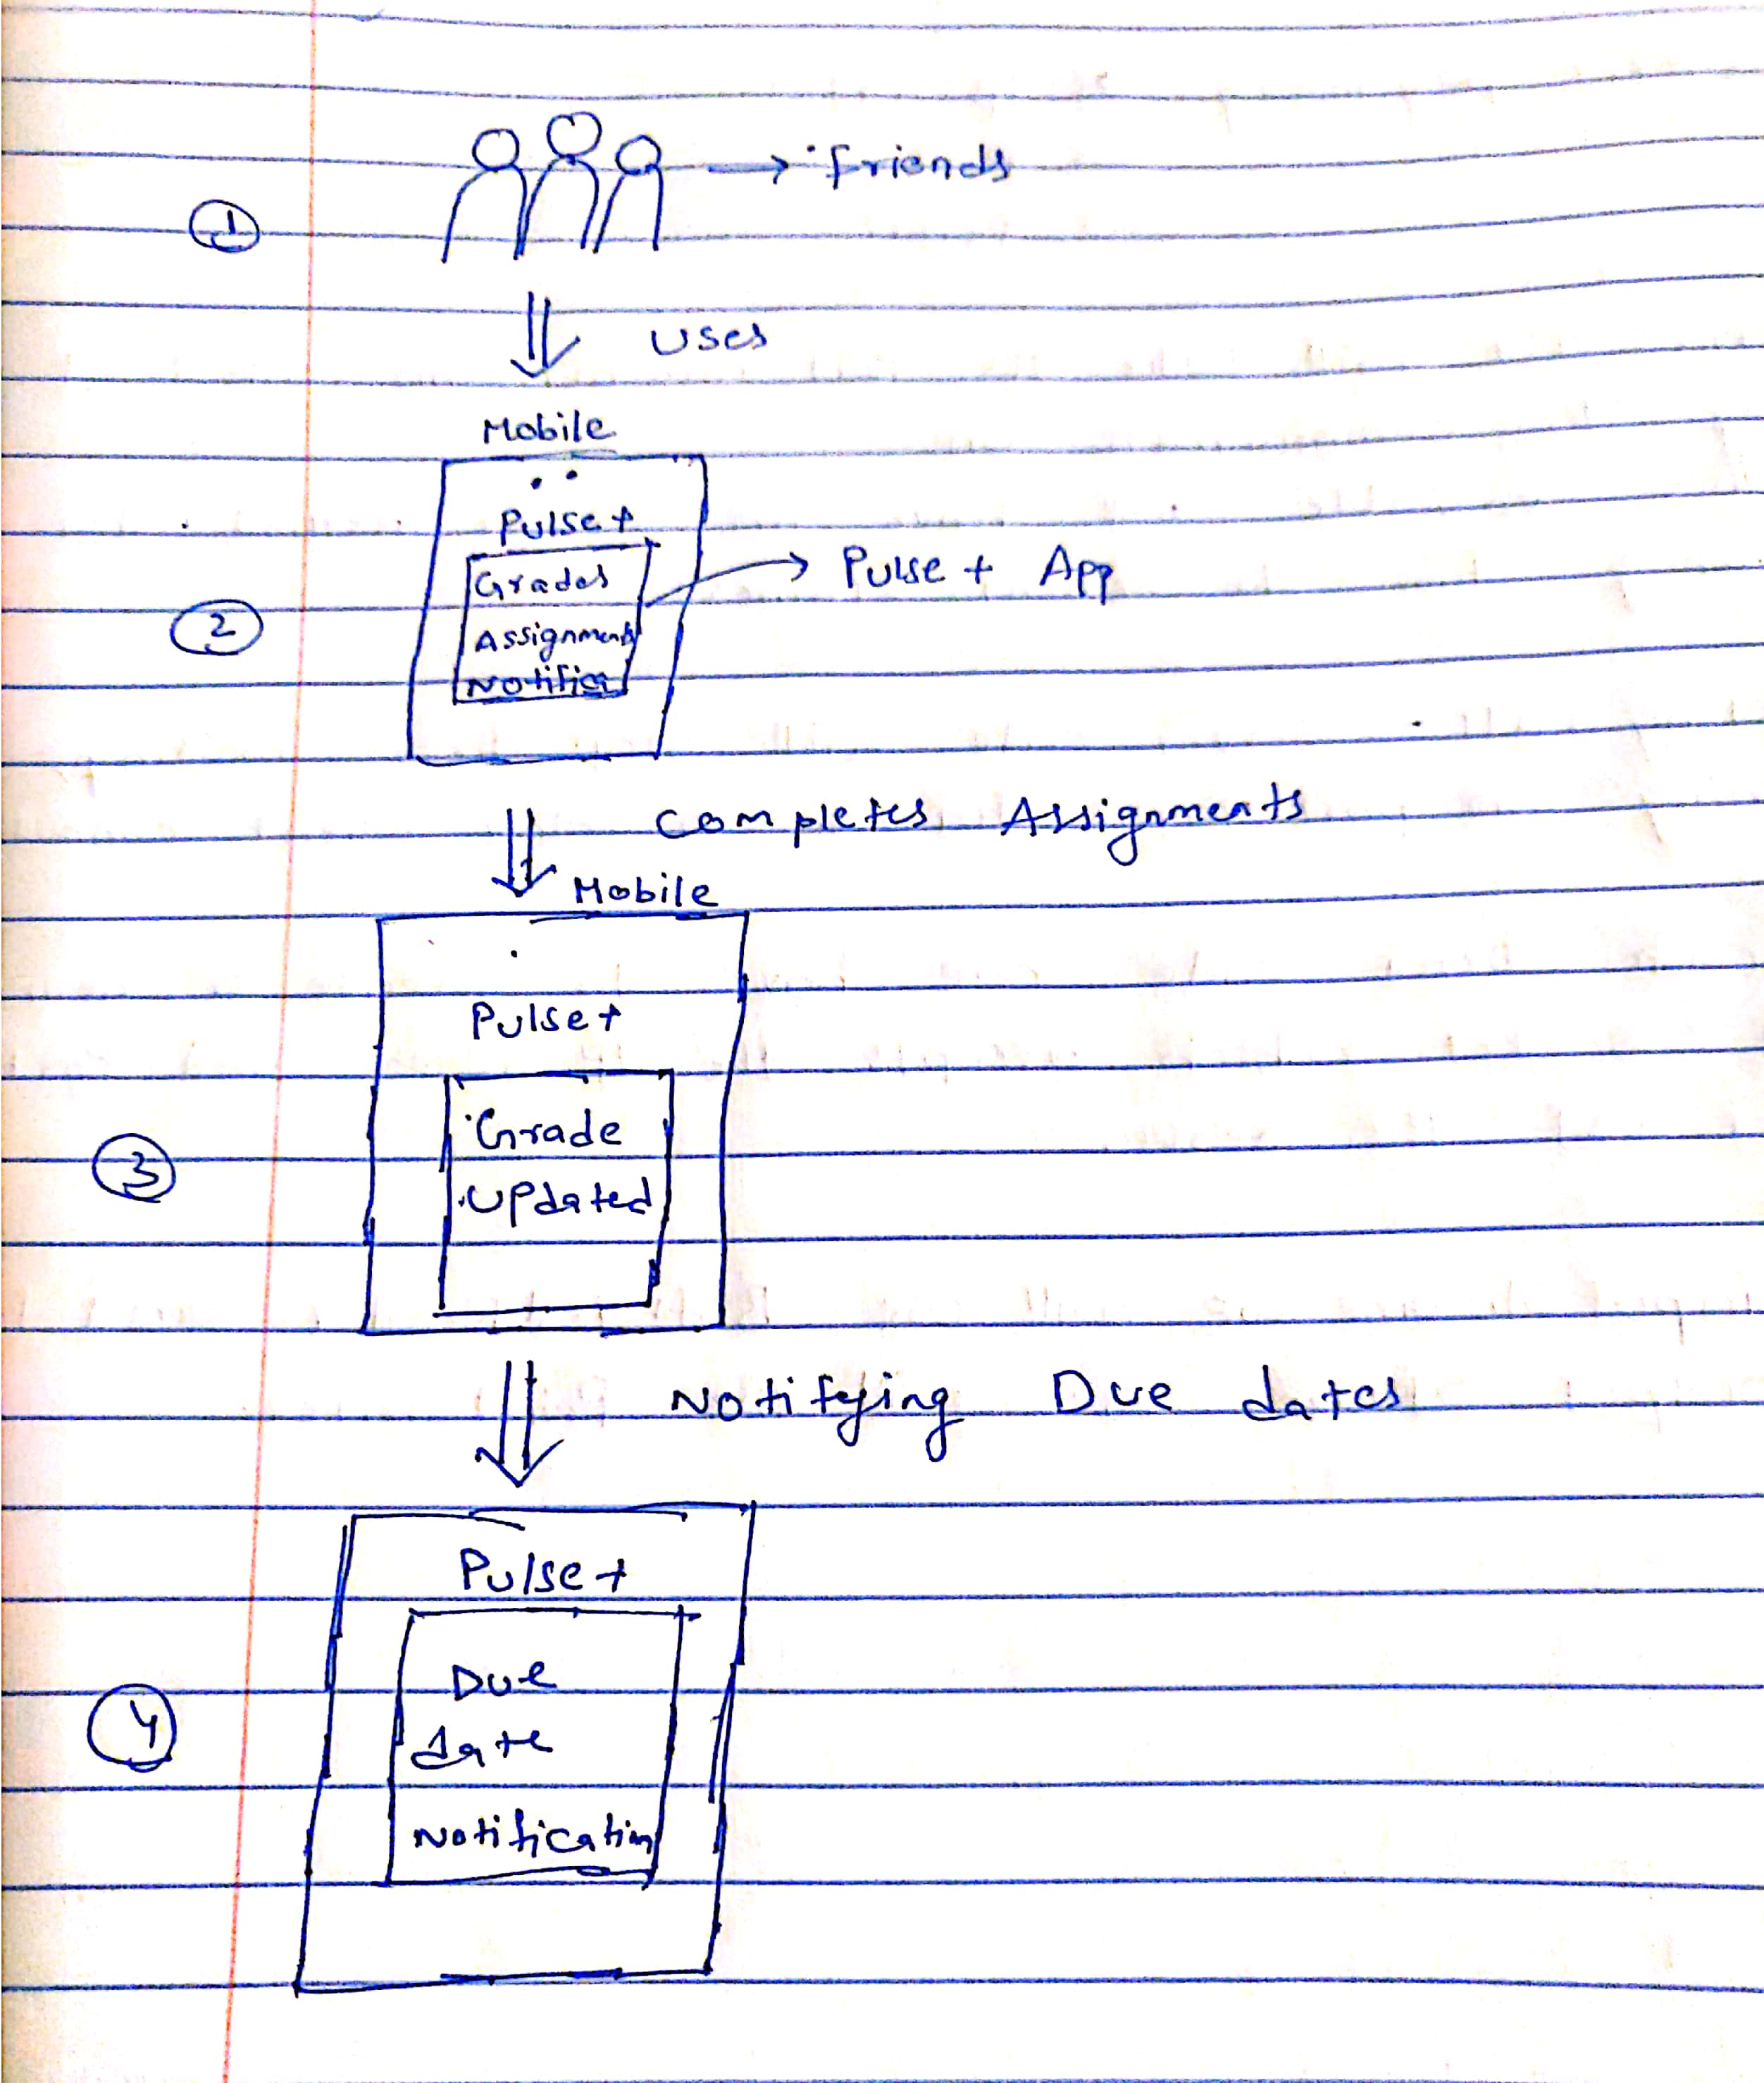 1
→ friends
uses
Mobile
Pulse+
Grades
Assignments
Notifica
→ Pulse + App
2
completes Assignments
Mobile
Pulse+
Grade
Updated
3
Notifying Due dates
Pulse+
Due
date
Notification
4